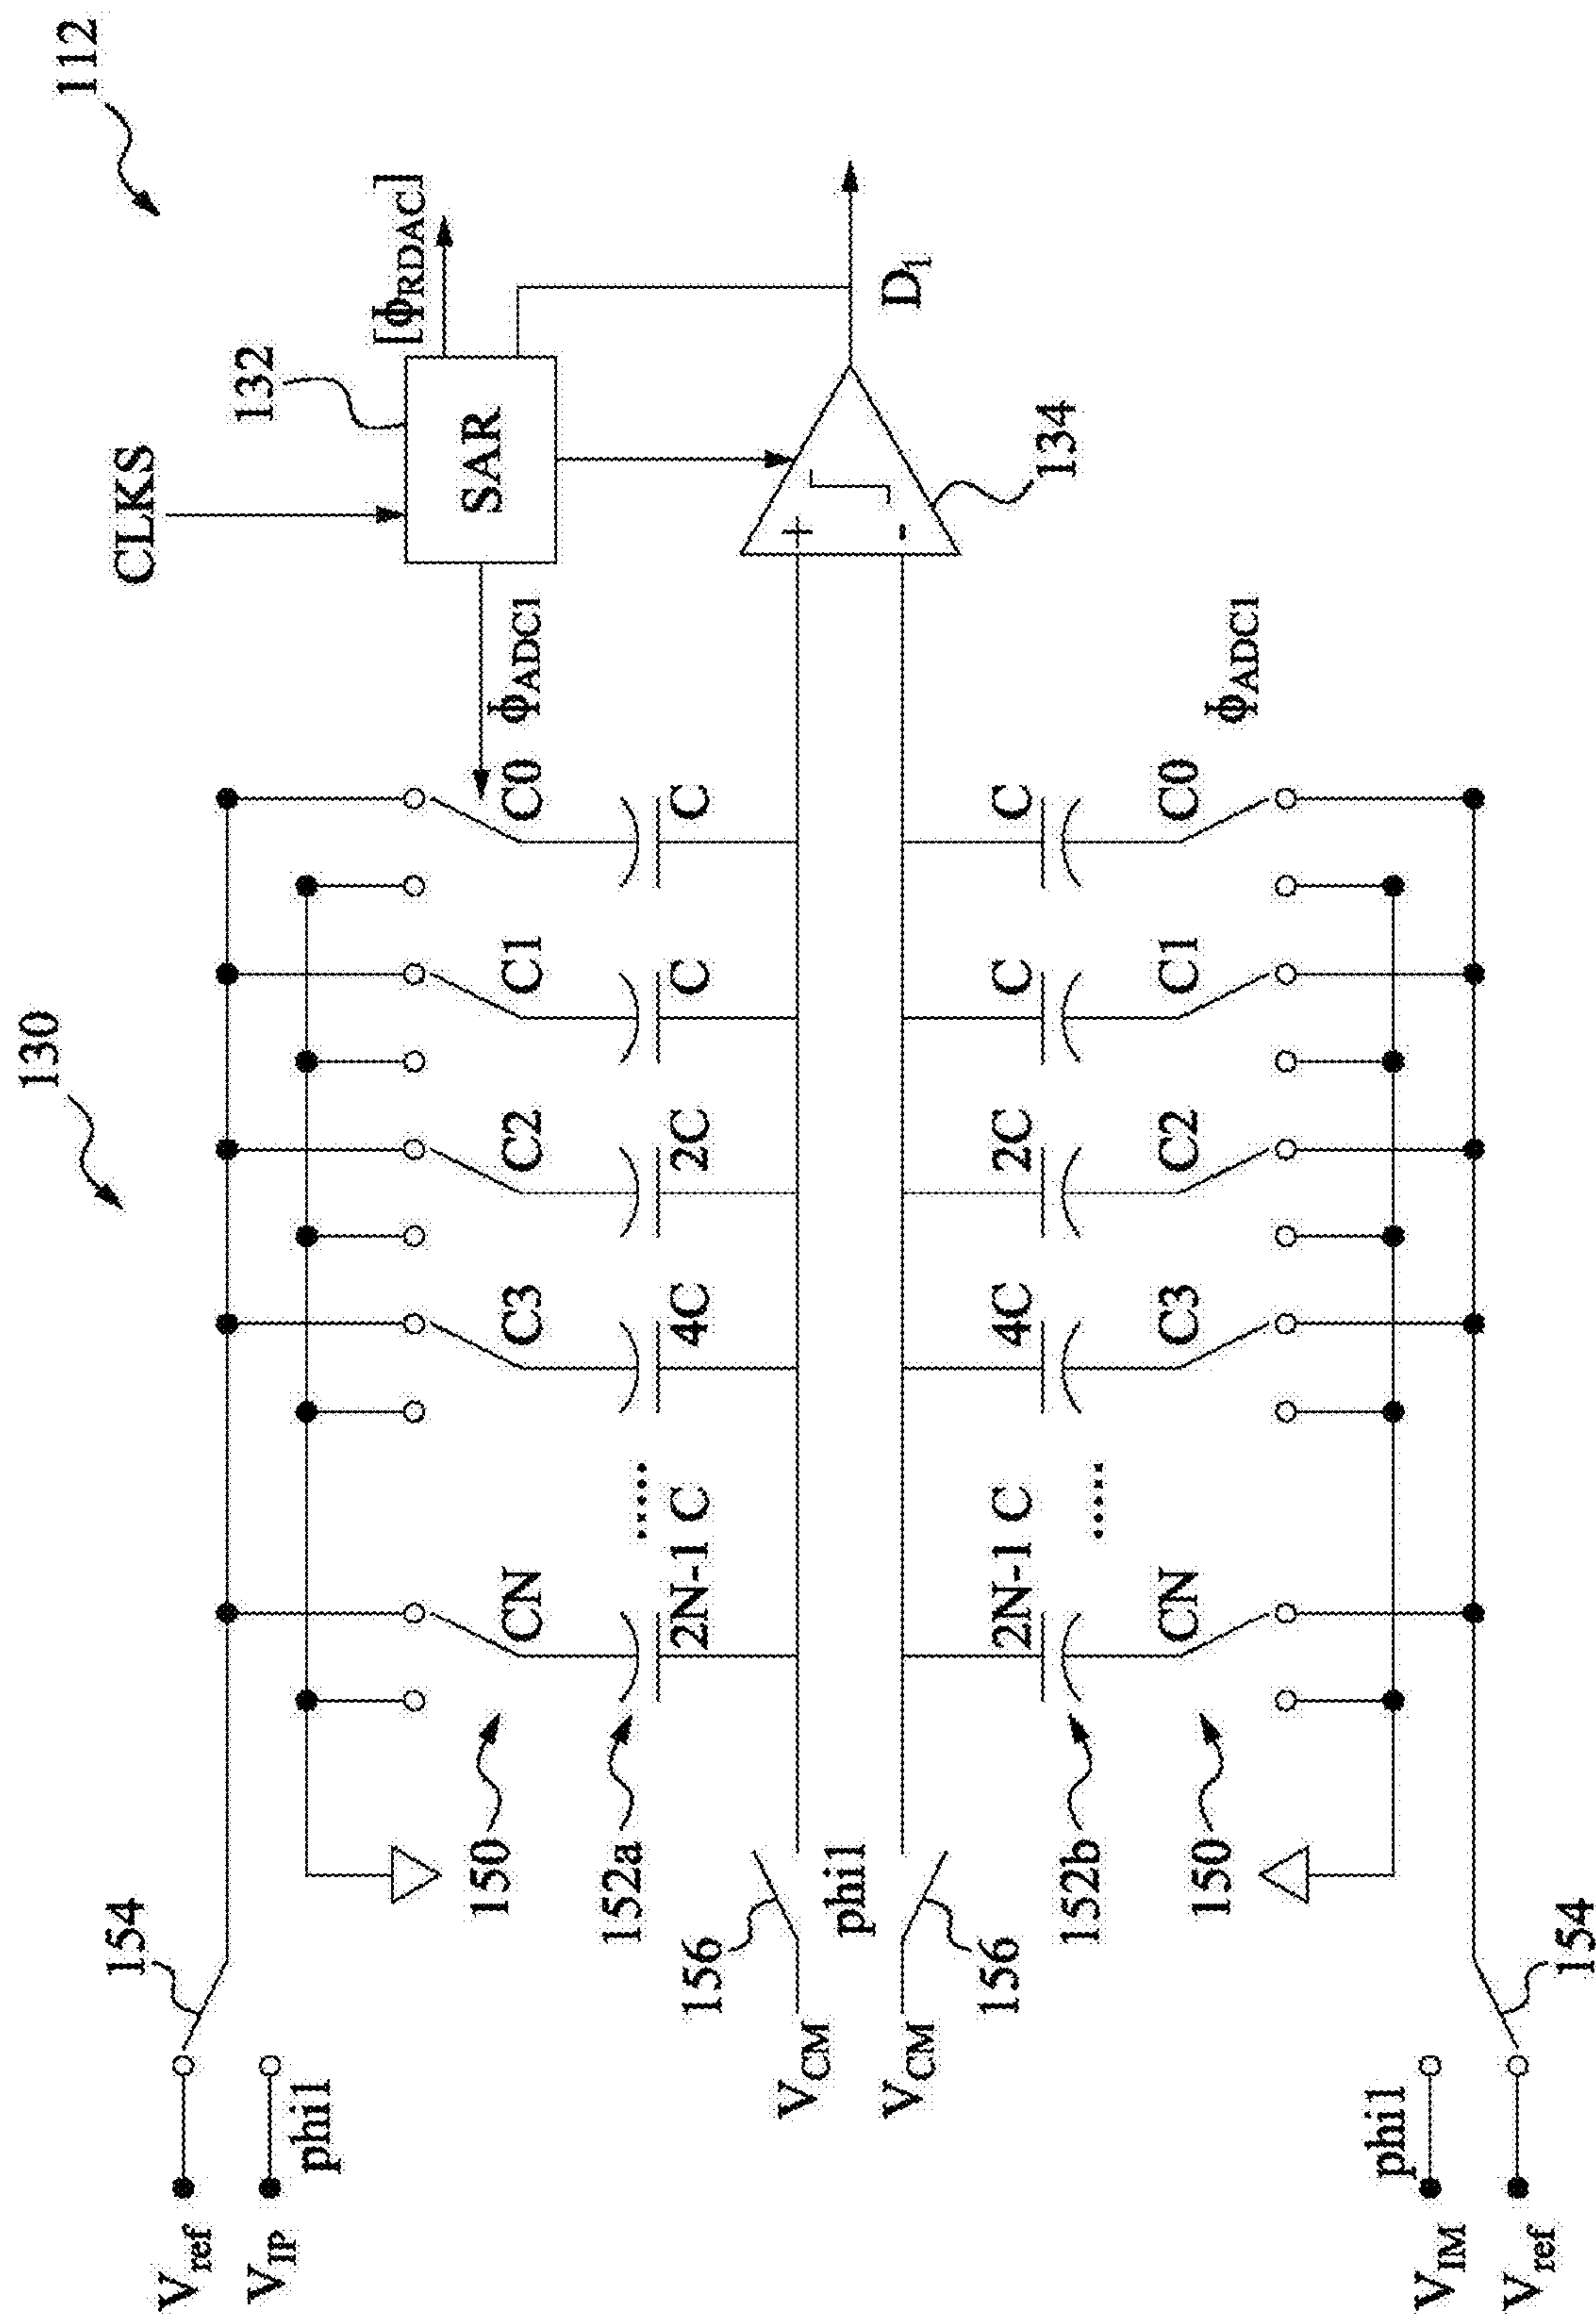 112
130
CLKS
132
[ΦRDAC]
SAR
ΦADC1
D1
134
+
-
154
Vref
VIP
phi1
CN
C3
C2
C1
C0
150
152a
2N-1 C
4C
2C
C
C
......
156
VCM
phi1
VCM
156
152b
2N-1 C
4C
2C
C
C
.....
150
CN
C3
C2
C1
C0
ΦADC1
phi1
VIM
Vref
154